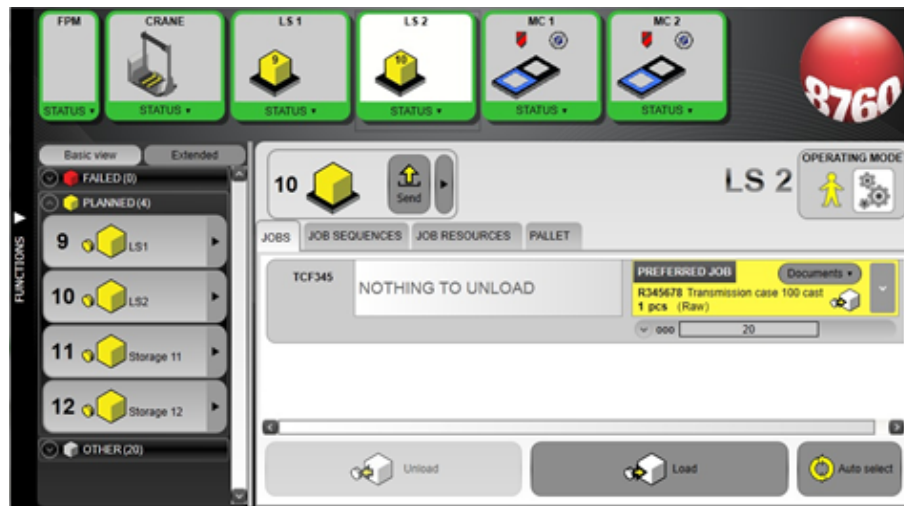 FPM
CRANE
LS 1
LS 2
MC 1
MC 2
9
10
STATUS
STATUS
STATUS
STATUS
STATUS
STATUS
8760
Basic view
Extended
FAILED (0)
PLANNED (4)
9 LS1
10 LS2
11 Storage 11
12 Storage 12
OTHER (20)
FUNCTIONS
10
Send
LS 2
OPERATING MODE
JOBS
JOB SEQUENCES
JOB RESOURCES
PALLET
TCF345
NOTHING TO UNLOAD
PREFERRED JOB
Documents
R345678 Transmission case 100 cast
1 pcs (Raw)
000
20
Unload
Load
Auto select